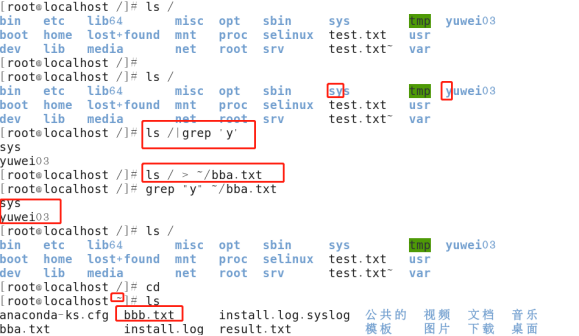 [root@localhost /]# ls /
bin etc lib64 misc opt sbin sys tmp yuwei03
boot home lost+found mnt proc selinux test.txt usr
dev lib media net root srv test.txt~ var
[root@localhost /]#
[root@localhost /]# ls /
bin etc lib64 misc opt sbin sys tmp yuwei03
boot home lost+found mnt proc selinux test.txt usr
dev lib media net root srv test.txt~ var
[root@localhost /]# ls /|grep 'y'
sys
yuwei03
[root@localhost /]# ls / > ~/bba.txt
[root@localhost /]# grep "y" ~/bba.txt
sys
yuwei03
[root@localhost /]# ls /
bin etc lib64 misc opt sbin sys tmp yuwei03
boot home lost+found mnt proc selinux test.txt usr
dev lib media net root srv test.txt~ var
[root@localhost /]# cd
[root@localhost ~]# ls
anaconda-ks.cfg bbb.txt install.log.syslog 公共的 视频 文档 音乐
bba.txt install.log result.txt 模板 图片 下载 桌面